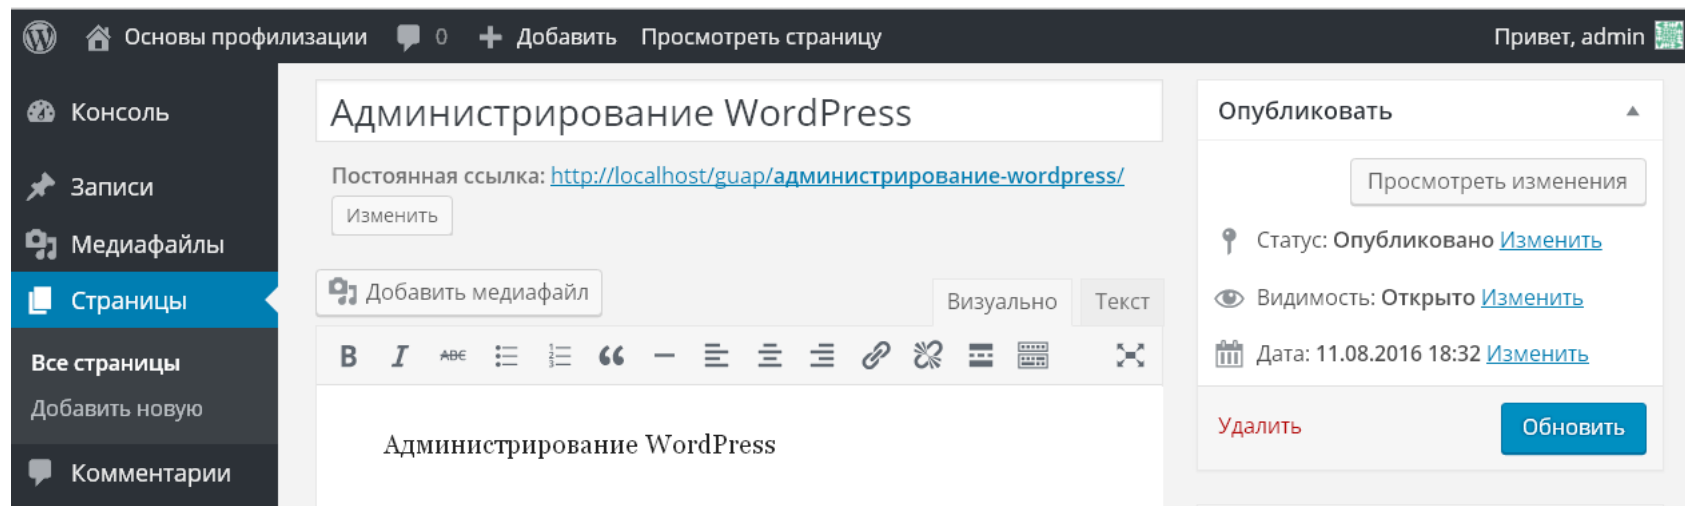 Основы профилизации 0 Добавить Просмотреть страницу Привет, admin
Консоль
Записи
Медиафайлы
Страницы
Все страницы
Добавить новую
Комментарии
Администрирование WordPress
Постоянная ссылка: http://localhost/guap/администрирование-wordpress/
Изменить
Добавить медиафайл
Визуально Текст
B I ABC
Администрирование WordPress
Опубликовать
Просмотреть изменения
Статус: Опубликовано Изменить
Видимость: Открыто Изменить
Дата: 11.08.2016 18:32 Изменить
Удалить Обновить